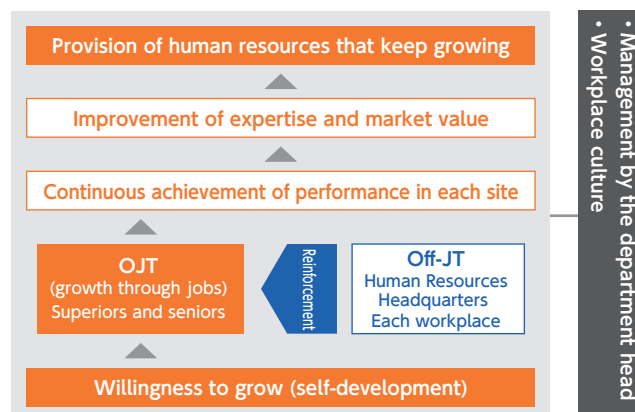 Provision of human resources that keep growing
Improvement of expertise and market value
Continuous achievement of performance in each site
OJT
(growth through jobs)
Superiors and seniors
Reinforcement
Off-JT
Human Resources
Headquarters
Each workplace
Willingness to grow (self-development)
• Management by the department head
• Workplace culture